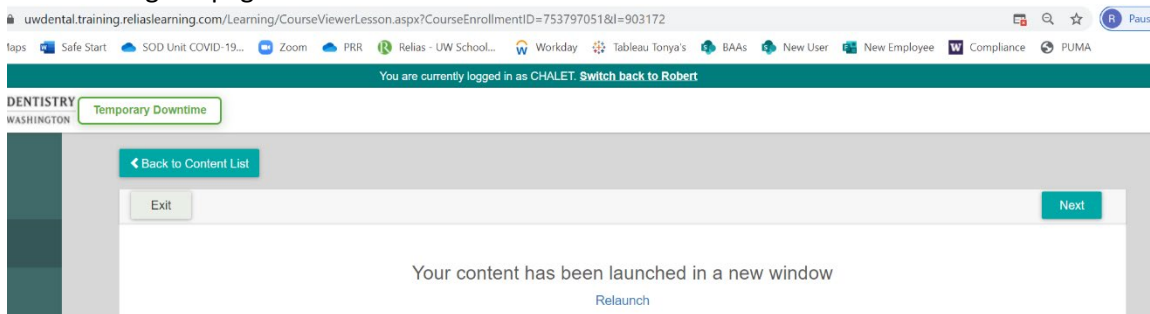 uwdental.training.reliaslearning.com/Learning/CourseViewerLesson.aspx?CourseEnrollmentID=753797051&l=903172 R Paus
Maps Safe Start SOD Unit COVID-19... Zoom PRR Relias - UW School... Workday Tableau Tonya's BAAs New User New Employee Compliance PUMA
You are currently logged in as CHALET. Switch back to Robert
DENTISTRY
WASHINGTON
Temporary Downtime
Back to Content List
Exit Next
Your content has been launched in a new window
Relaunch